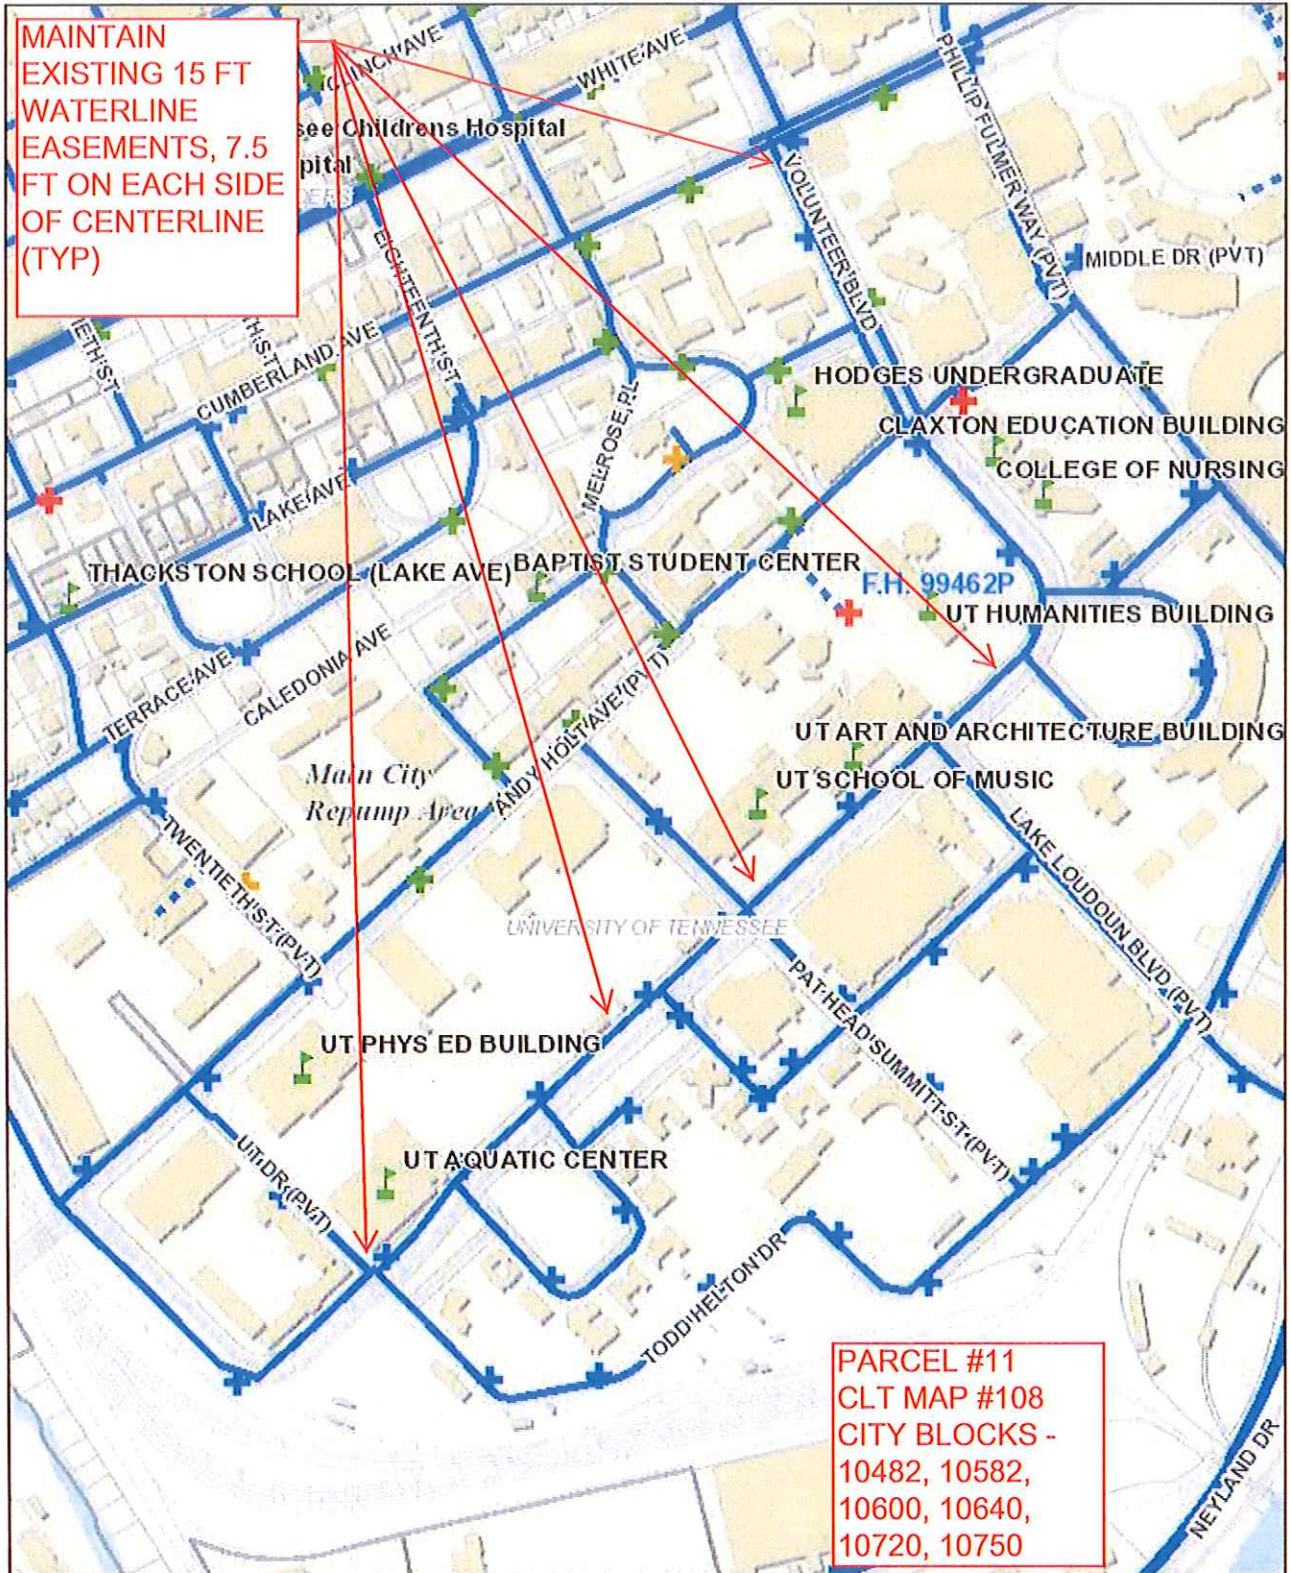 MAINTAIN
EXISTING 15 FT
WATERLINE
EASEMENTS, 7.5
FT ON EACH SIDE
OF CENTERLINE
(TYP)
INCH AVE
WHITE AVE
see Childrens Hospital
pital
DERS
PHILLIP FULMER WAY (PVT)
VOLUNTEER BLVD
MIDDLE DR (PVT)
EIGHTEENTH ST
ETH ST
TH ST
CUMBERLAND AVE
HODGES UNDERGRADUATE
CLAXTON EDUCATION BUILDING
MELROSE PL
COLLEGE OF NURSING
LAKE AVE
THACKSTON SCHOOL (LAKE AVE)
BAPTIST STUDENT CENTER
F.H. 99462P
UT HUMANITIES BUILDING
TERRACE AVE
CALEDONIA AVE
ANDY HOLT AVE (PVT)
UT ART AND ARCHITECTURE BUILDING
Main City
Repump Area
UT SCHOOL OF MUSIC
TWENTIETH ST (PVT)
LAKE LOUDOUN BLVD (PVT)
UNIVERSITY OF TENNESSEE
PAT HEAD SUMMITT ST (PVT)
UT PHYS ED BUILDING
UT DR (PVT)
UT AQUATIC CENTER
TODD HELTON DR
PARCEL #11
CLT MAP #108
CITY BLOCKS -
10482, 10582,
10600, 10640,
10720, 10750
NEYLAND DR